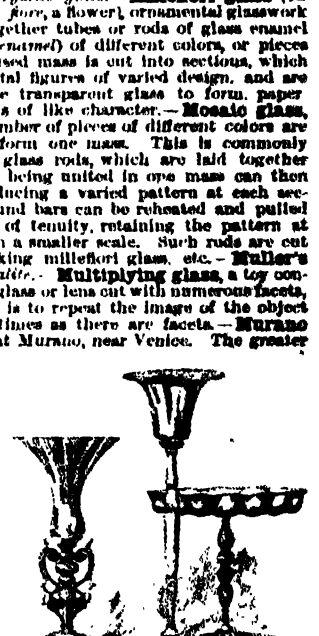 fiore, a flower], ornamental glasswork
gether tubes or rods of glass enamel
enamel) of different colors, or pieces
used mass is cut into sections, which
tal figures of varied design, and are
e transparent glass to form, paper
s of like character.—Mosaic glass,
mber of pieces of different colors are
form one mass. This is commonly
glass rods, which are laid together
being united in one mass can then
ducing a varied pattern at each sec-
und bars can be reheated and pulled
of tenuity, retaining the pattern at
n a smaller scale. Such rods are cut
king millefiori glass, etc.—Muller's
alite.—Multiplying glass, a toy con-
glass or lens cut with numerous facets,
is to repeat the image of the object
times as there are facets.—Murano
at Murano, near Venice. The greater